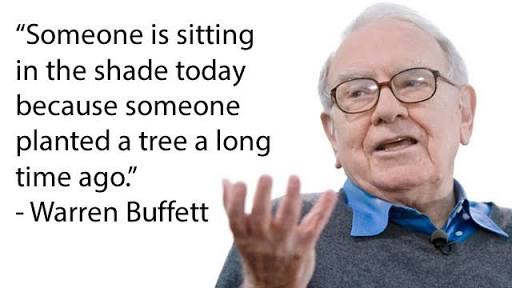 “Someone is sitting
in the shade today
because someone
planted a tree a long
time ago.”
- Warren Buffett